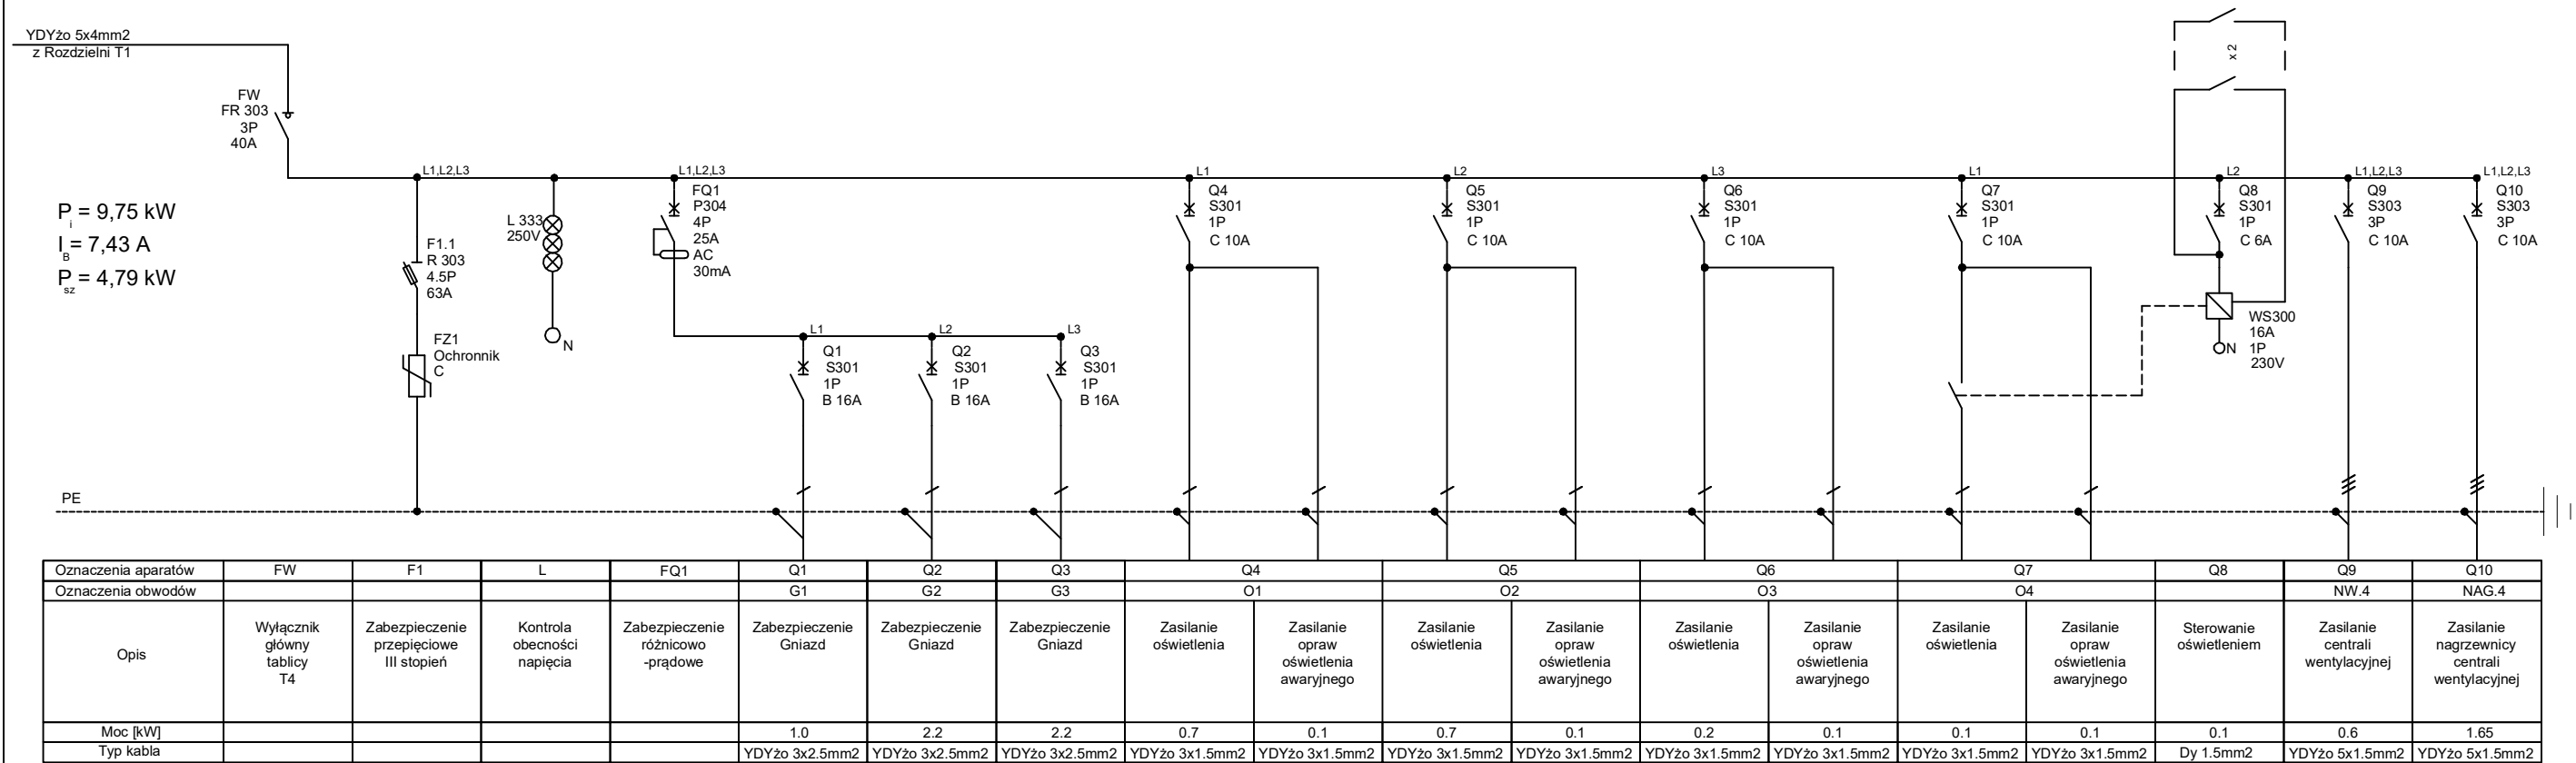 YDYżo 5x4mm2
z Rozdzielni T1
FW
FR 303
3P
40A
P_i = 9,75 kW
I_B = 7,43 A
P_sz = 4,79 kW
L1,L2,L3
F1.1
R 303
4.5P
63A
FZ1
Ochronnik
C
L 333
250V
N
L1,L2,L3
FQ1
P304
4P
25A
AC
30mA
L1
Q1
S301
1P
B 16A
L2
Q2
S301
1P
B 16A
L3
Q3
S301
1P
B 16A
L1
Q4
S301
1P
C 10A
L2
Q5
S301
1P
C 10A
L3
Q6
S301
1P
C 10A
L1
Q7
S301
1P
C 10A
x 2
L2
Q8
S301
1P
C 6A
WS300
16A
1P
230V
N
L1,L2,L3
Q9
S303
3P
C 10A
L1,L2,L3
Q10
S303
3P
C 10A
PE
Oznaczenia aparatów FW F1 L FQ1 Q1 Q2 Q3 Q4 Q5 Q6 Q7 Q8 Q9 Q10
Oznaczenia obwodów G1 G2 G3 O1 O2 O3 O4 NW.4 NAG.4
Opis
Wyłącznik
główny
tablicy
T4
Zabezpieczenie
przepięciowe
III stopień
Kontrola
obecności
napięcia
Zabezpieczenie
różnicowo
-prądowe
Zabezpieczenie
Gniazd
Zabezpieczenie
Gniazd
Zabezpieczenie
Gniazd
Zasilanie
oświetlenia
Zasilanie
opraw
oświetlenia
awaryjnego
Zasilanie
oświetlenia
Zasilanie
opraw
oświetlenia
awaryjnego
Zasilanie
oświetlenia
Zasilanie
opraw
oświetlenia
awaryjnego
Zasilanie
oświetlenia
Zasilanie
opraw
oświetlenia
awaryjnego
Sterowanie
oświetleniem
Zasilanie
centrali
wentylacyjnej
Zasilanie
nagrzewnicy
centrali
wentylacyjnej
Moc [kW] 1.0 2.2 2.2 0.7 0.1 0.7 0.1 0.2 0.1 0.1 0.1 0.1 0.6 1.65
Typ kabla YDYżo 3x2.5mm2 YDYżo 3x2.5mm2 YDYżo 3x2.5mm2 YDYżo 3x1.5mm2 YDYżo 3x1.5mm2 YDYżo 3x1.5mm2 YDYżo 3x1.5mm2 YDYżo 3x1.5mm2 YDYżo 3x1.5mm2 YDYżo 3x1.5mm2 YDYżo 3x1.5mm2 Dy 1.5mm2 YDYżo 5x1.5mm2 YDYżo 5x1.5mm2